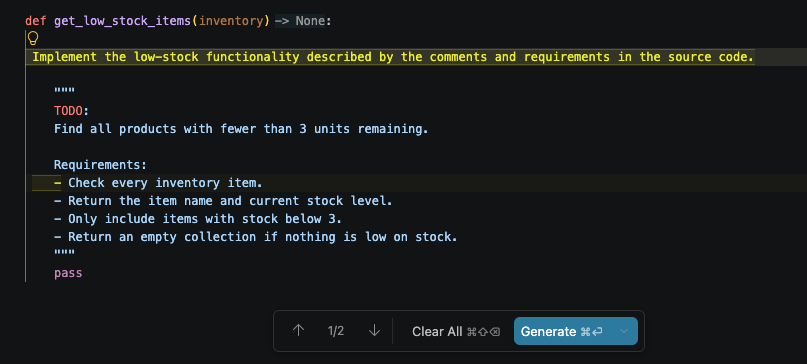 def get_low_stock_items(inventory) -> None:
Implement the low-stock functionality described by the comments and requirements in the source code.
"""
TODO:
Find all products with fewer than 3 units remaining.
Requirements:
- Check every inventory item.
- Return the item name and current stock level.
- Only include items with stock below 3.
- Return an empty collection if nothing is low on stock.
"""
pass
↑ 1/2 ↓ Clear All ⌘⇧⌫ Generate ⌘⏎